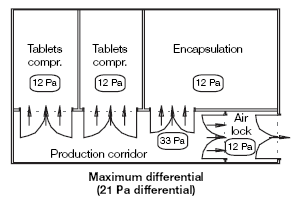 Tablets
compr.
12 Pa
Tablets
compr.
12 Pa
Encapsulation
12 Pa
33 Pa
Air
lock
12 Pa
Production corridor
Maximum differential
(21 Pa differential)